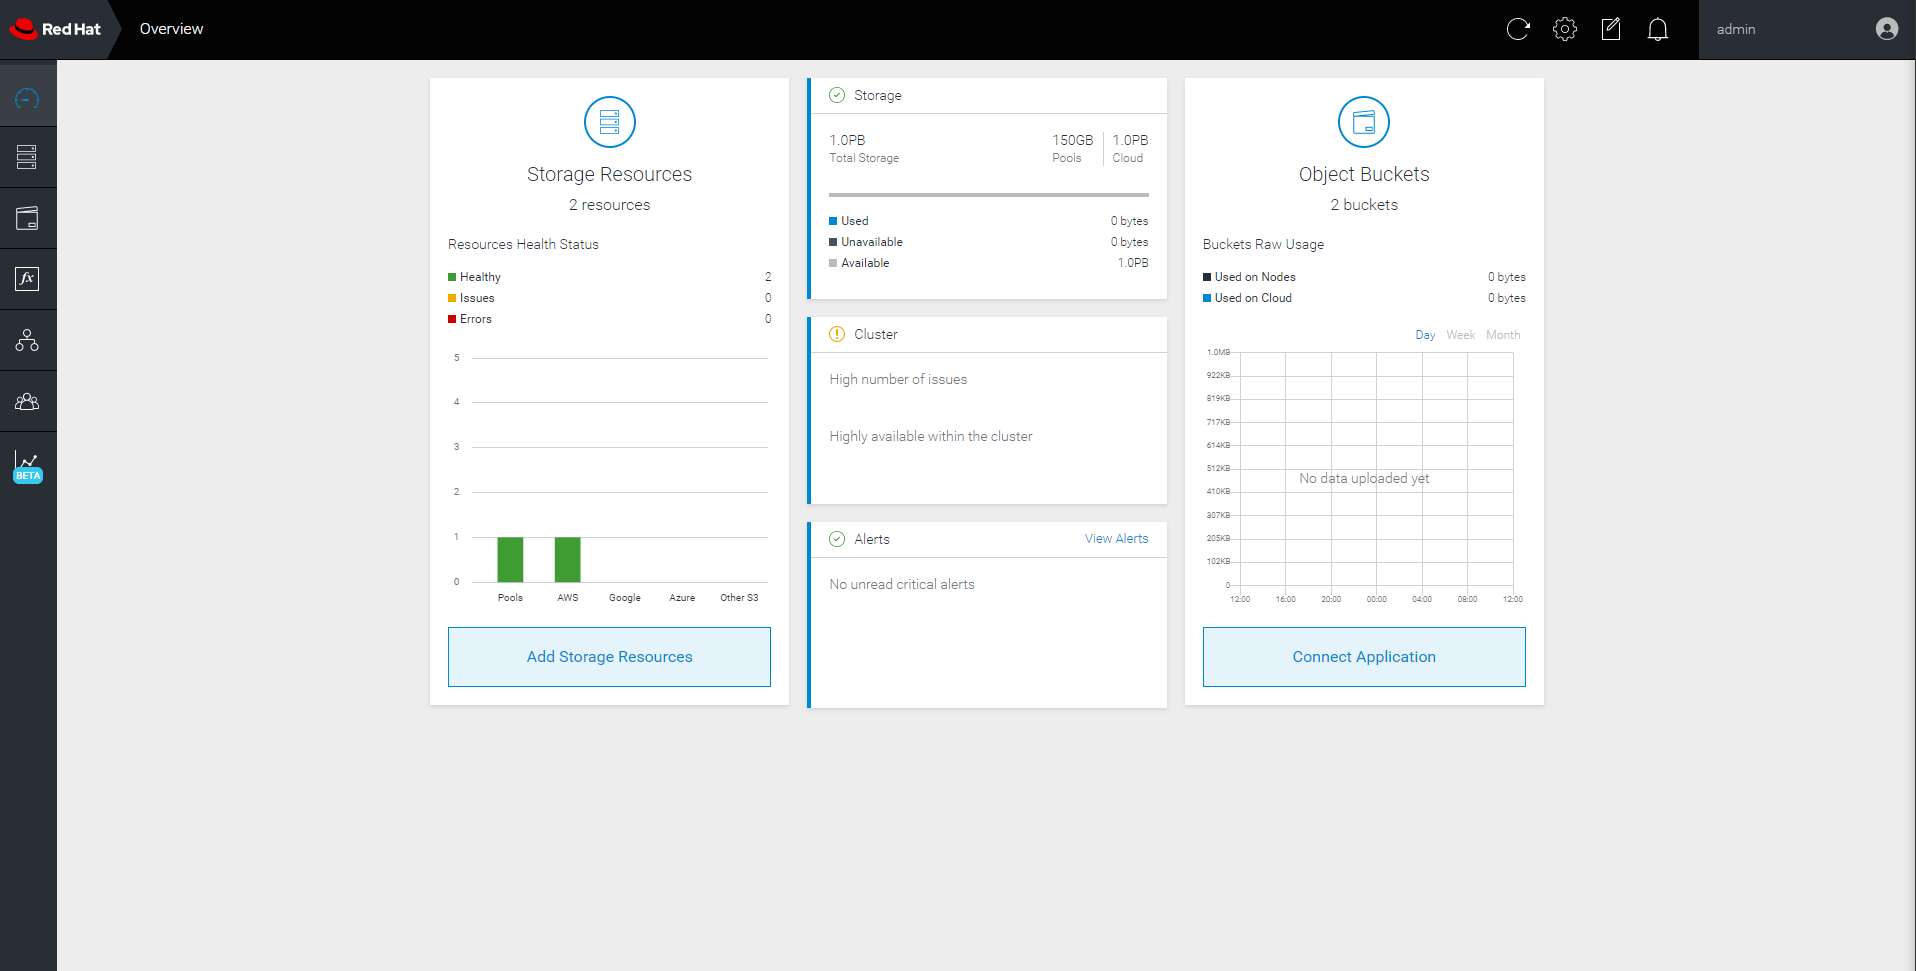 Red Hat
Overview
admin
BETA
Storage Resources
2 resources
Resources Health Status
Healthy 2
Issues 0
Errors 0
5
4
3
2
1
0
Pools AWS Google Azure Other S3
Add Storage Resources
Storage
1.0PB 150GB 1.0PB
Total Storage Pools Cloud
Used 0 bytes
Unavailable 0 bytes
Available 1.0PB
Cluster
High number of issues
Highly available within the cluster
Alerts View Alerts
No unread critical alerts
Object Buckets
2 buckets
Buckets Raw Usage
Used on Nodes 0 bytes
Used on Cloud 0 bytes
Day Week Month
1.0MB
922KB
819KB
717KB
614KB
512KB
No data uploaded yet
410KB
307KB
205KB
102KB
0
12:00 16:00 20:00 00:00 04:00 08:00 12:00
Connect Application